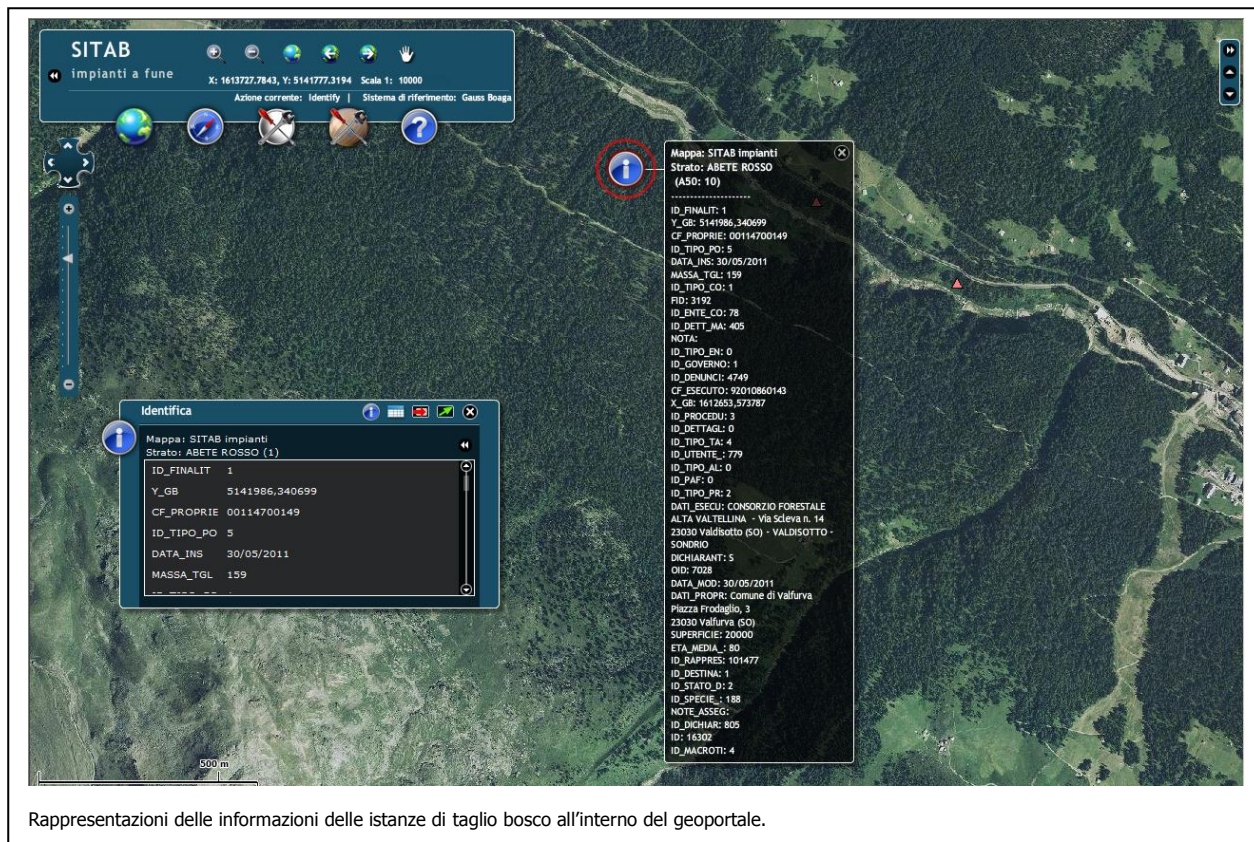 SITAB
impianti a fune
X: 1613727.7843, Y: 5141777.3194 Scala 1: 10000
Azione corrente: Identify | Sistema di riferimento: Gauss Boaga
Mappa: SITAB impianti
Strato: ABETE ROSSO
(A50: 10)
--------------------
ID_FINALIT: 1
Y_GB: 5141986,340699
CF_PROPRIE: 00114700149
ID_TIPO_PO: 5
DATA_INS: 30/05/2011
MASSA_TGL: 159
ID_TIPO_CO: 1
FID: 3192
ID_ENTE_CO: 78
ID_DETT_MA: 405
NOTA:
ID_TIPO_EN: 0
ID_GOVERNO: 1
ID_DENUNCI: 4749
CF_ESECUTO: 92010860143
X_GB: 1612653,573787
ID_PROCEDU: 3
ID_DETTAGL: 0
ID_TIPO_TA: 4
ID_UTENTE_: 779
ID_TIPO_AL: 0
ID_PAF: 0
ID_TIPO_PR: 2
DATI_ESECU: CONSORZIO FORESTALE
ALTA VALTELLINA - Via Scleva n. 14
23030 Valdisotto (SO) - VALDISOTTO -
SONDRIO
DICHIARANT: S
OID: 7028
DATA_MOD: 30/05/2011
DATI_PROPR: Comune di Valfurva
Piazza Frodaglio, 3
23030 Valfurva (SO)
SUPERFICIE: 20000
ETA_MEDIA_: 80
ID_RAPPRES: 101477
ID_DESTINA: 1
ID_STATO_D: 2
ID_SPECIE_: 188
NOTE_ASSEG:
ID_DICHIAR: 805
ID: 16302
ID_MACROTI: 4
Identifica
Mappa: SITAB impianti
Strato: ABETE ROSSO (1)
ID_FINALIT 1
Y_GB 5141986,340699
CF_PROPRIE 00114700149
ID_TIPO_PO 5
DATA_INS 30/05/2011
MASSA_TGL 159
500 m
Rappresentazioni delle informazioni delle istanze di taglio bosco all'interno del geoportale.